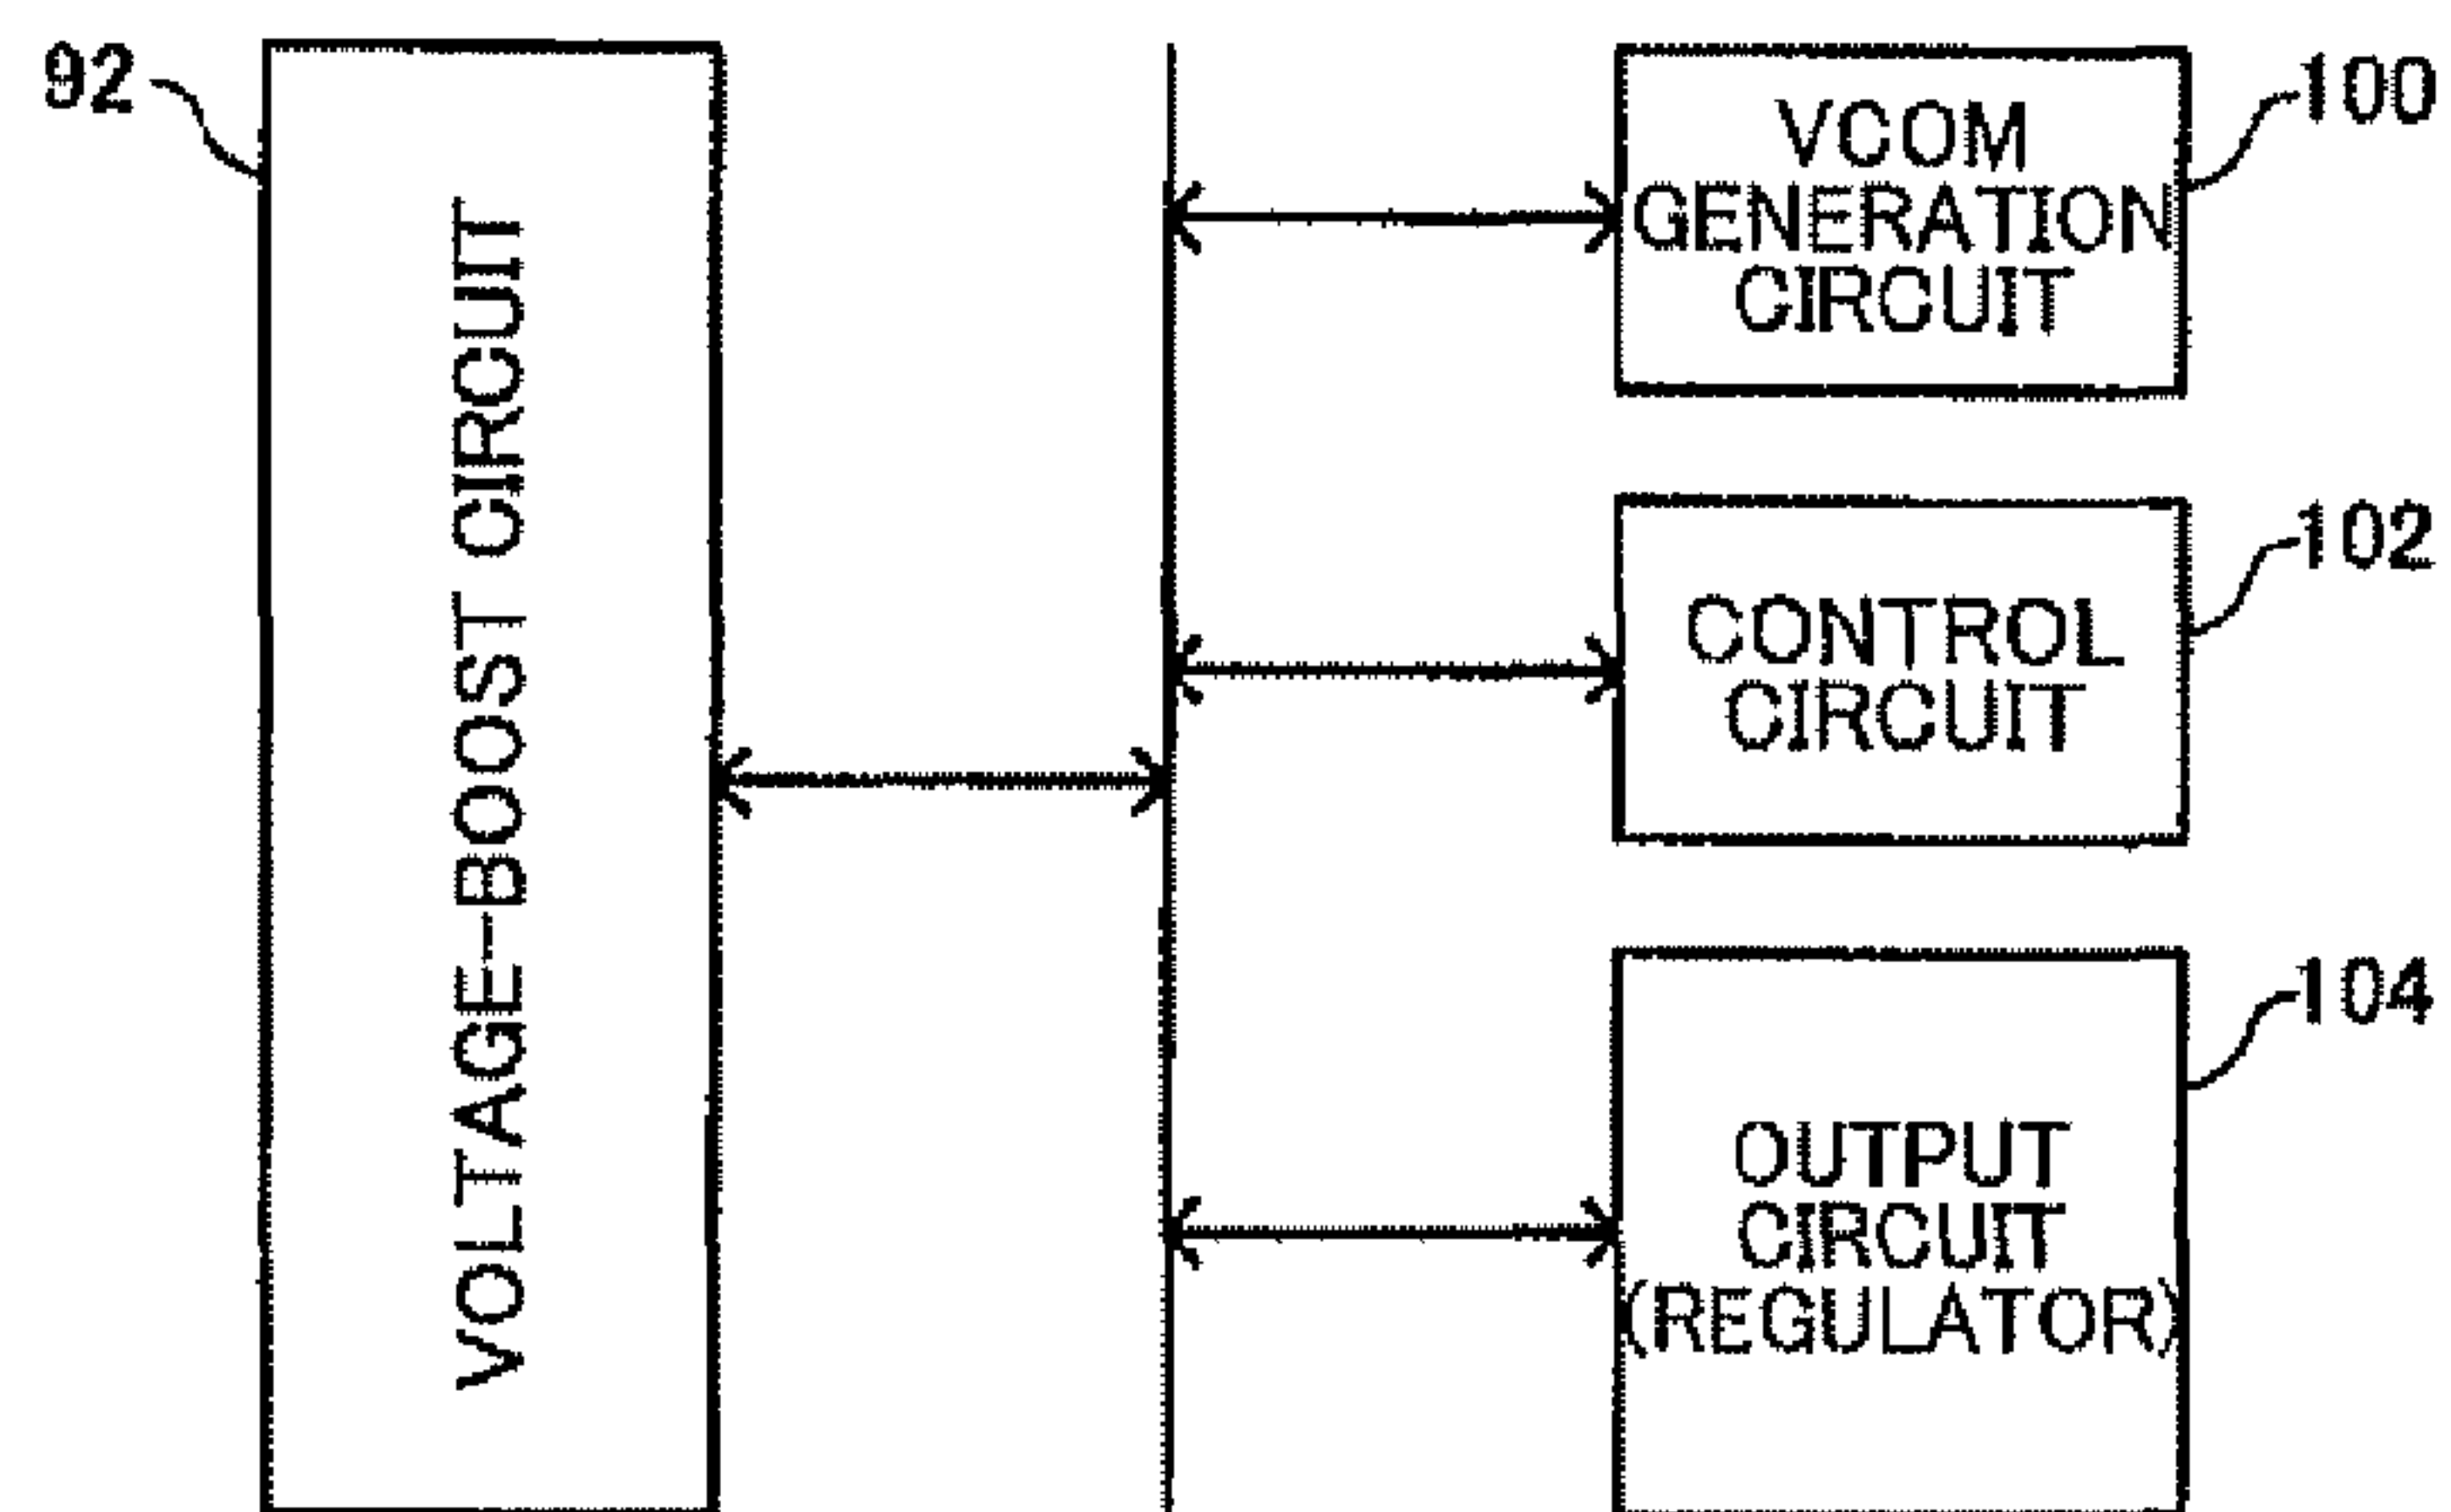 92
VOLTAGE-BOOST CIRCUIT
100
VCOM
GENERATION
CIRCUIT
102
CONTROL
CIRCUIT
104
OUTPUT
CIRCUIT
(REGULATOR)